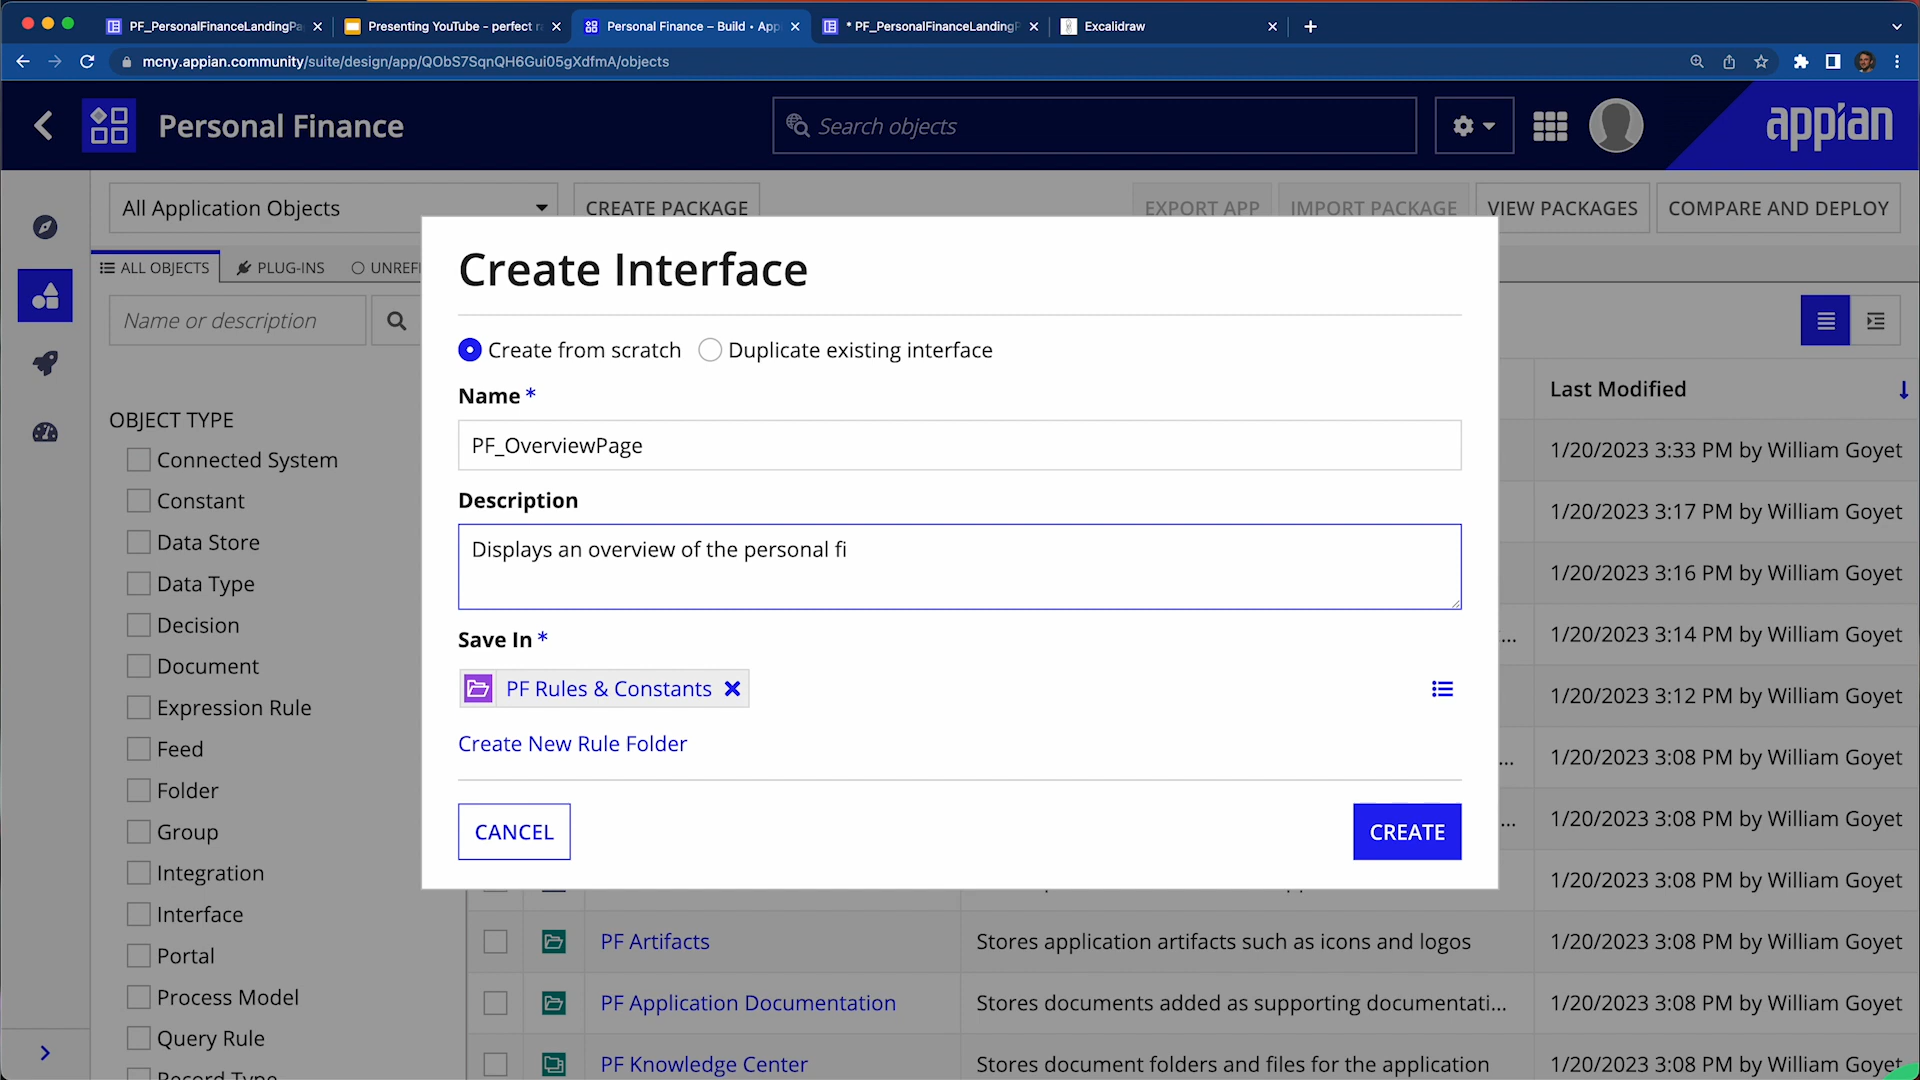 PF_PersonalFinanceLandingPa
Presenting YouTube - perfect ra
Personal Finance – Build • App
* PF_PersonalFinanceLandingP
Excalidraw
mcny.appian.community/suite/design/app/QObS7SqnQH6Gui05gXdfmA/objects
Personal Finance
Search objects
appian
All Application Objects
CREATE PACKAGE
EXPORT APP
IMPORT PACKAGE
VIEW PACKAGES
COMPARE AND DEPLOY
ALL OBJECTS
PLUG-INS
UNREF
Name or description
OBJECT TYPE
Connected System
Constant
Data Store
Data Type
Decision
Document
Expression Rule
Feed
Folder
Group
Integration
Interface
Portal
Process Model
Query Rule
Record Type
Create Interface
Create from scratch
Duplicate existing interface
Name *
PF_OverviewPage
Description
Displays an overview of the personal fi
Save In *
PF Rules & Constants
Create New Rule Folder
CANCEL
CREATE
Last Modified
1/20/2023 3:33 PM by William Goyet
1/20/2023 3:17 PM by William Goyet
1/20/2023 3:16 PM by William Goyet
... 1/20/2023 3:14 PM by William Goyet
1/20/2023 3:12 PM by William Goyet
... 1/20/2023 3:08 PM by William Goyet
... 1/20/2023 3:08 PM by William Goyet
1/20/2023 3:08 PM by William Goyet
PF Artifacts
Stores application artifacts such as icons and logos
1/20/2023 3:08 PM by William Goyet
PF Application Documentation
Stores documents added as supporting documentati...
1/20/2023 3:08 PM by William Goyet
PF Knowledge Center
Stores document folders and files for the application
1/20/2023 3:08 PM by William Goyet